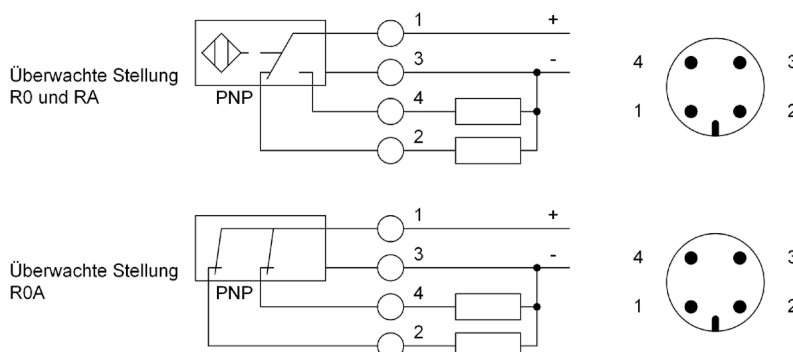 1 +
3 -
Überwachte Stellung
R0 und RA
PNP
4
2
4 3
1 2
1 +
3 -
Überwachte Stellung
R0A
PNP
4
2
4 3
1 2